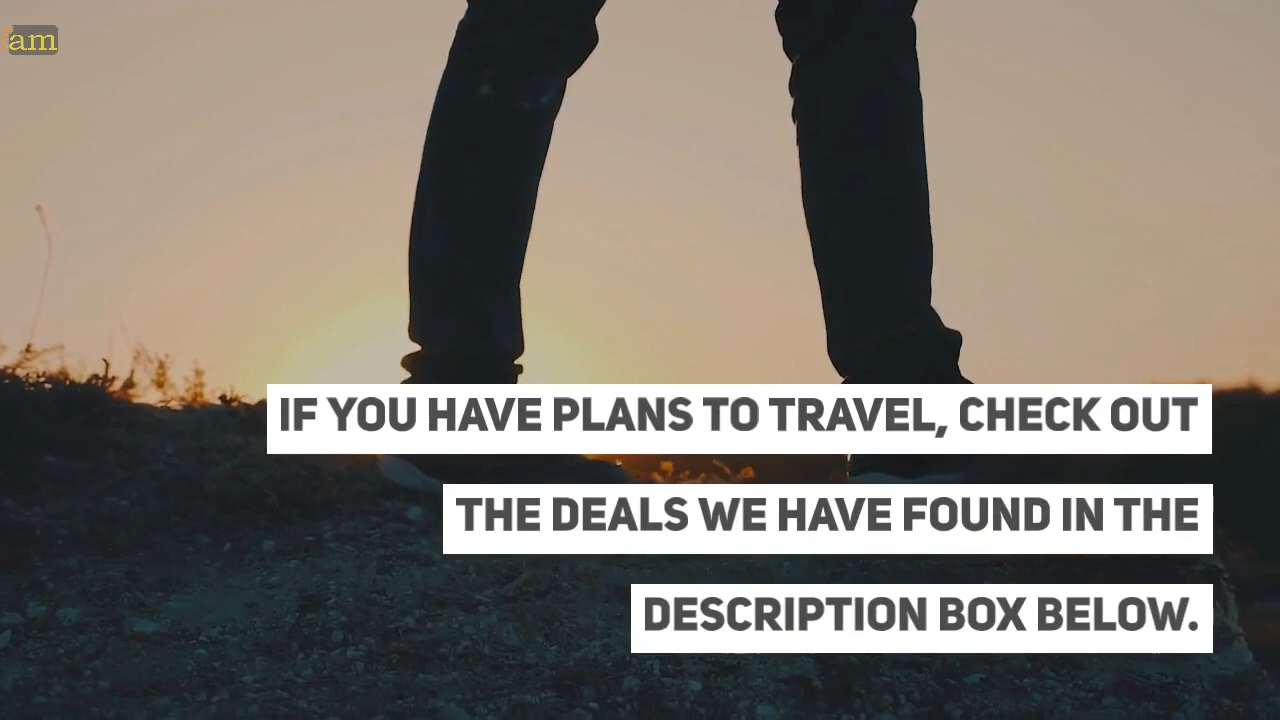 am
IF YOU HAVE PLANS TO TRAVEL, CHECK OUT
THE DEALS WE HAVE FOUND IN THE
DESCRIPTION BOX BELOW.